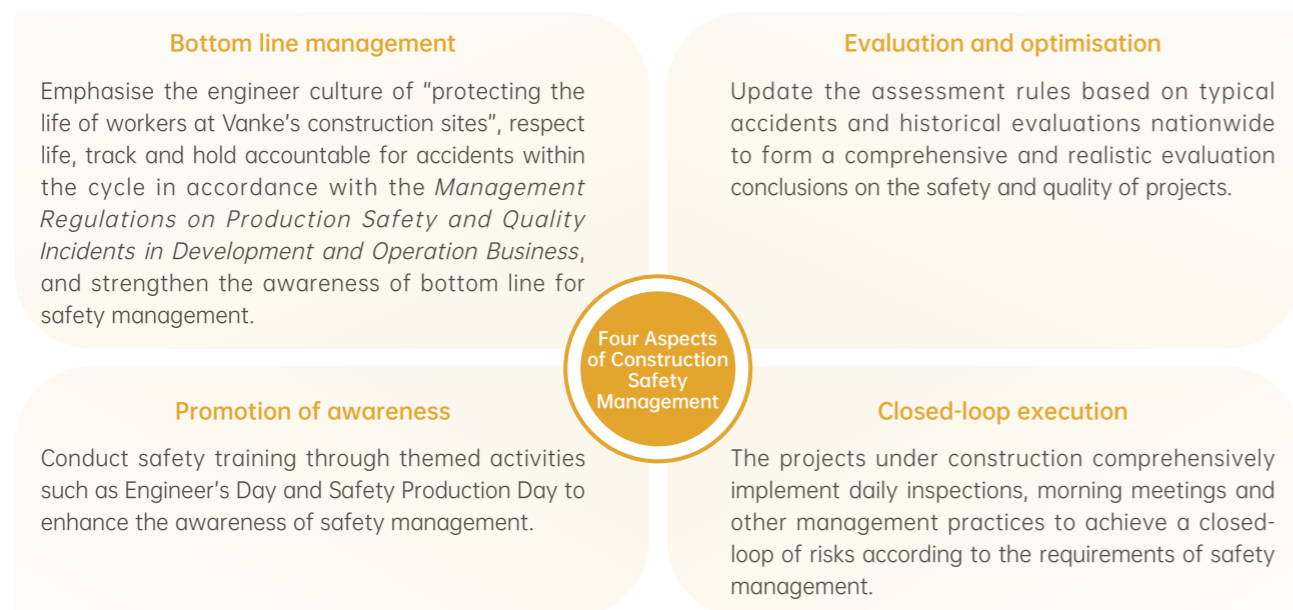 Bottom line management
Emphasise the engineer culture of "protecting the
life of workers at Vanke's construction sites", respect
life, track and hold accountable for accidents within
the cycle in accordance with the Management
Regulations on Production Safety and Quality
Incidents in Development and Operation Business,
and strengthen the awareness of bottom line for
safety management.
Evaluation and optimisation
Update the assessment rules based on typical
accidents and historical evaluations nationwide
to form a comprehensive and realistic evaluation
conclusions on the safety and quality of projects.
Four Aspects
of Construction
Safety
Management
Promotion of awareness
Conduct safety training through themed activities
such as Engineer's Day and Safety Production Day to
enhance the awareness of safety management.
Closed-loop execution
The projects under construction comprehensively
implement daily inspections, morning meetings and
other management practices to achieve a closed-
loop of risks according to the requirements of safety
management.